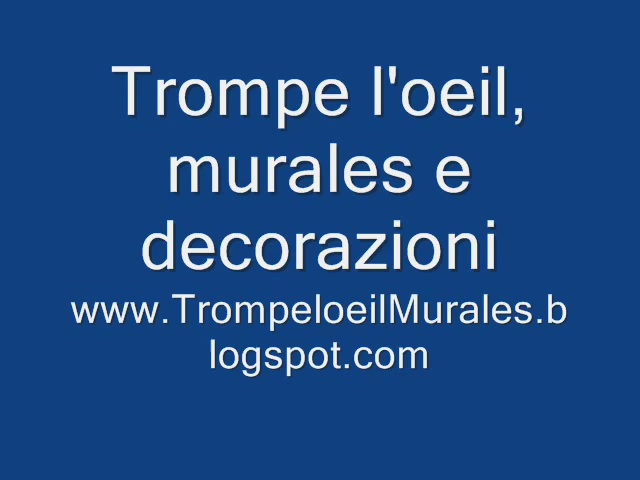 Trompe l'oeil,
murales e
decorazioni
www.TrompeloeilMurales.b
logspot.com